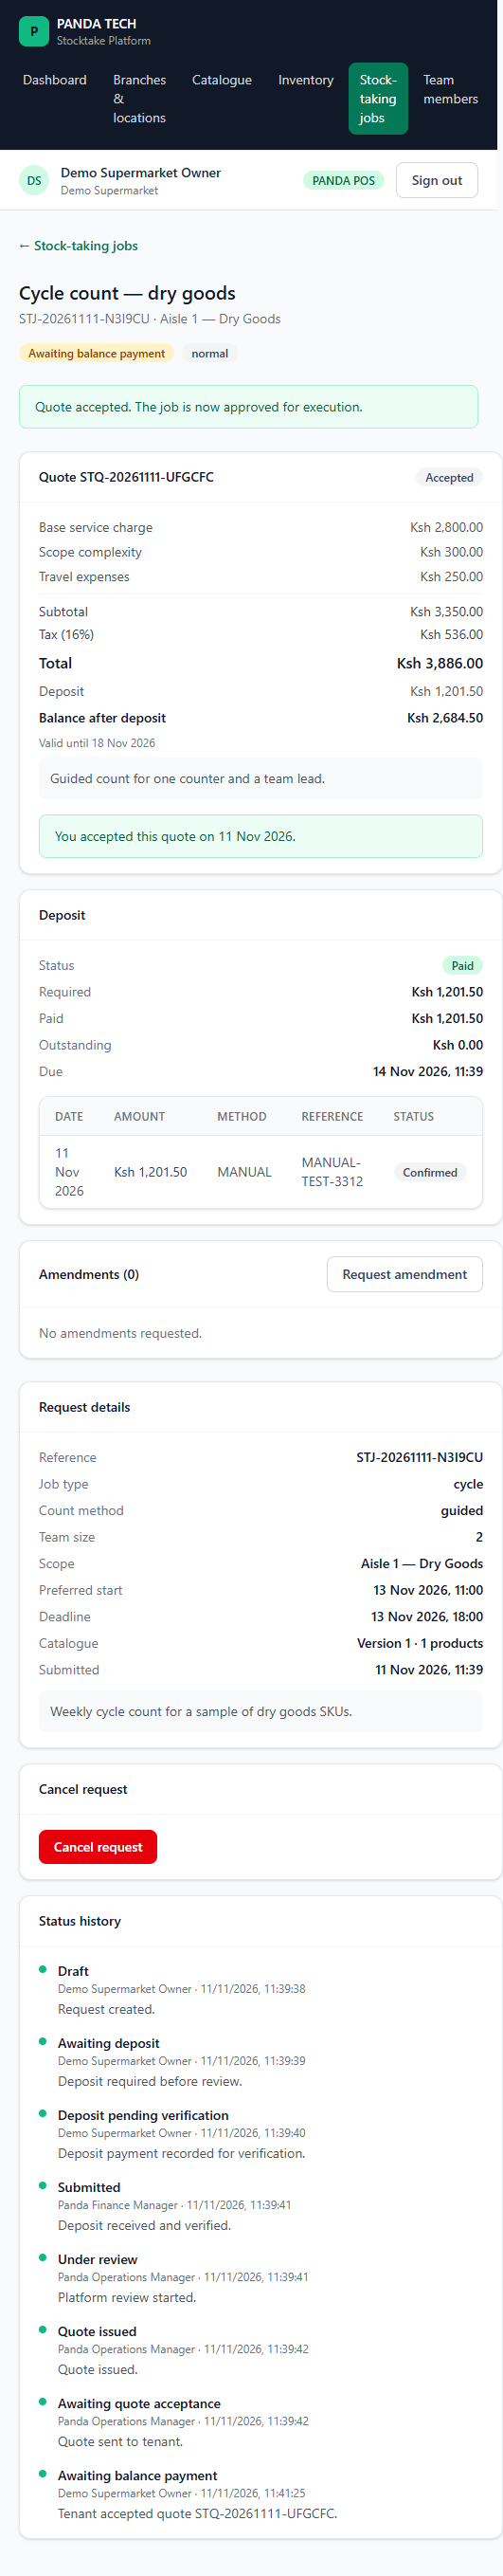 P
PANDA TECH
Stocktake Platform
Dashboard
Branches
&
locations
Catalogue
Inventory
Stock-
taking
jobs
Team
members
DS
Demo Supermarket Owner
Demo Supermarket
PANDA POS
Sign out
← Stock-taking jobs
Cycle count — dry goods
STJ-20261111-N3I9CU · Aisle 1 — Dry Goods
Awaiting balance payment
normal
Quote accepted. The job is now approved for execution.
Quote STQ-20261111-UFGCFC
Accepted
Base service charge Ksh 2,800.00
Scope complexity Ksh 300.00
Travel expenses Ksh 250.00
Subtotal Ksh 3,350.00
Tax (16%) Ksh 536.00
Total Ksh 3,886.00
Deposit Ksh 1,201.50
Balance after deposit Ksh 2,684.50
Valid until 18 Nov 2026
Guided count for one counter and a team lead.
You accepted this quote on 11 Nov 2026.
Deposit
Status Paid
Required Ksh 1,201.50
Paid Ksh 1,201.50
Outstanding Ksh 0.00
Due 14 Nov 2026, 11:39
DATE AMOUNT METHOD REFERENCE STATUS
11
Nov
2026
Ksh 1,201.50
MANUAL
MANUAL-
TEST-3312
Confirmed
Amendments (0)
Request amendment
No amendments requested.
Request details
Reference STJ-20261111-N3I9CU
Job type cycle
Count method guided
Team size 2
Scope Aisle 1 — Dry Goods
Preferred start 13 Nov 2026, 11:00
Deadline 13 Nov 2026, 18:00
Catalogue Version 1 · 1 products
Submitted 11 Nov 2026, 11:39
Weekly cycle count for a sample of dry goods SKUs.
Cancel request
Cancel request
Status history
Draft
Demo Supermarket Owner · 11/11/2026, 11:39:38
Request created.
Awaiting deposit
Demo Supermarket Owner · 11/11/2026, 11:39:39
Deposit required before review.
Deposit pending verification
Demo Supermarket Owner · 11/11/2026, 11:39:40
Deposit payment recorded for verification.
Submitted
Panda Finance Manager · 11/11/2026, 11:39:41
Deposit received and verified.
Under review
Panda Operations Manager · 11/11/2026, 11:39:41
Platform review started.
Quote issued
Panda Operations Manager · 11/11/2026, 11:39:42
Quote issued.
Awaiting quote acceptance
Panda Operations Manager · 11/11/2026, 11:39:42
Quote sent to tenant.
Awaiting balance payment
Demo Supermarket Owner · 11/11/2026, 11:41:25
Tenant accepted quote STQ-20261111-UFGCFC.